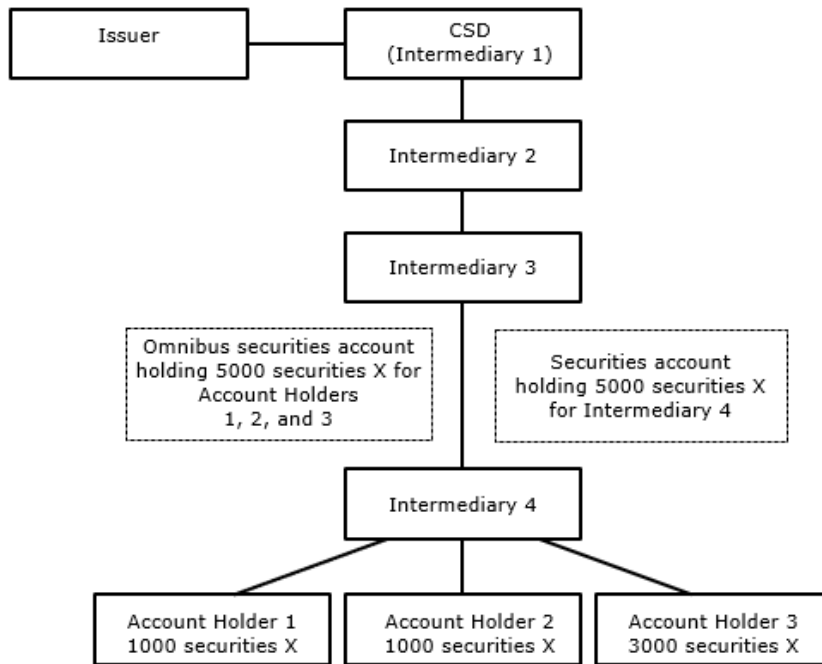 Issuer
CSD
(Intermediary 1)
Intermediary 2
Intermediary 3
Omnibus securities account
holding 5000 securities X for
Account Holders
1, 2, and 3
Securities account
holding 5000 securities X
for Intermediary 4
Intermediary 4
Account Holder 1
1000 securities X
Account Holder 2
1000 securities X
Account Holder 3
3000 securities X